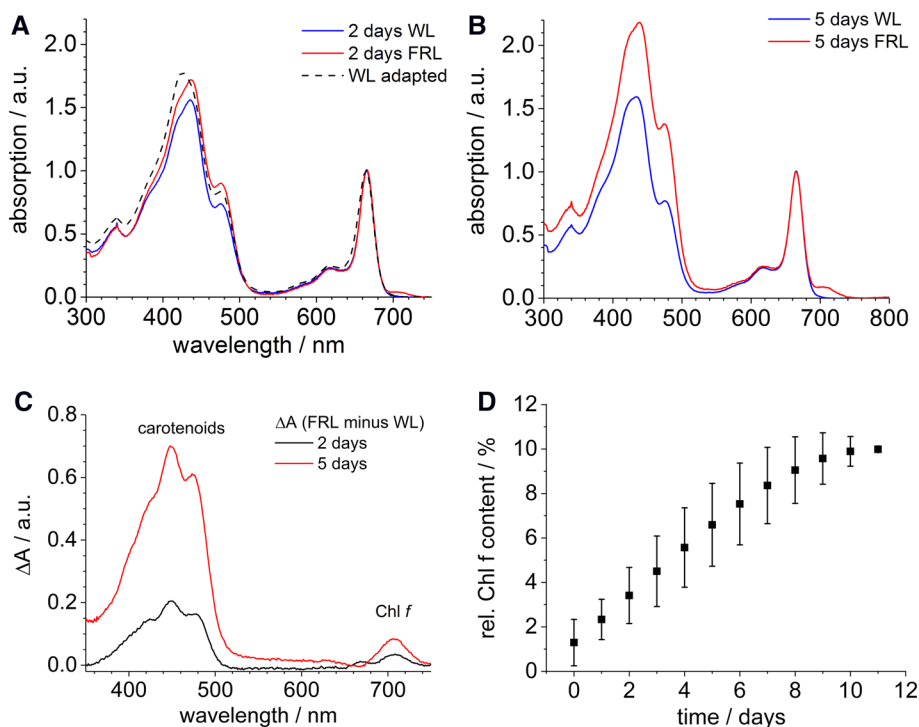 A
2 days WL
2 days FRL
WL adapted
absorption / a.u.
2.0
1.5
1.0
0.5
0.0
300 400 500 600 700
wavelength / nm
B
5 days WL
5 days FRL
absorption / a.u.
2.0
1.5
1.0
0.5
0.0
300 400 500 600 700 800
C
carotenoids
ΔA (FRL minus WL)
2 days
5 days
Chl f
ΔA / a.u.
0.8
0.6
0.4
0.2
0.0
400 500 600 700
wavelength / nm
D
rel. Chl f content / %
12
10
8
6
4
2
0
0 2 4 6 8 10 12
time / days